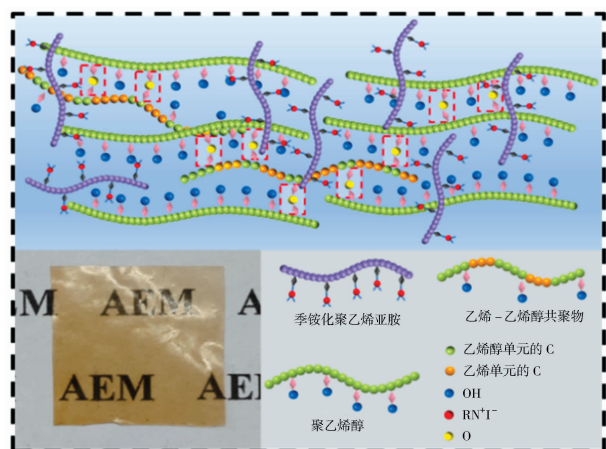 M AEM A
AEM AE
季铵化聚乙烯亚胺
乙烯-乙烯醇共聚物
聚乙烯醇
乙烯醇单元的 C
乙烯单元的 C
OH
RN⁺I⁻
O